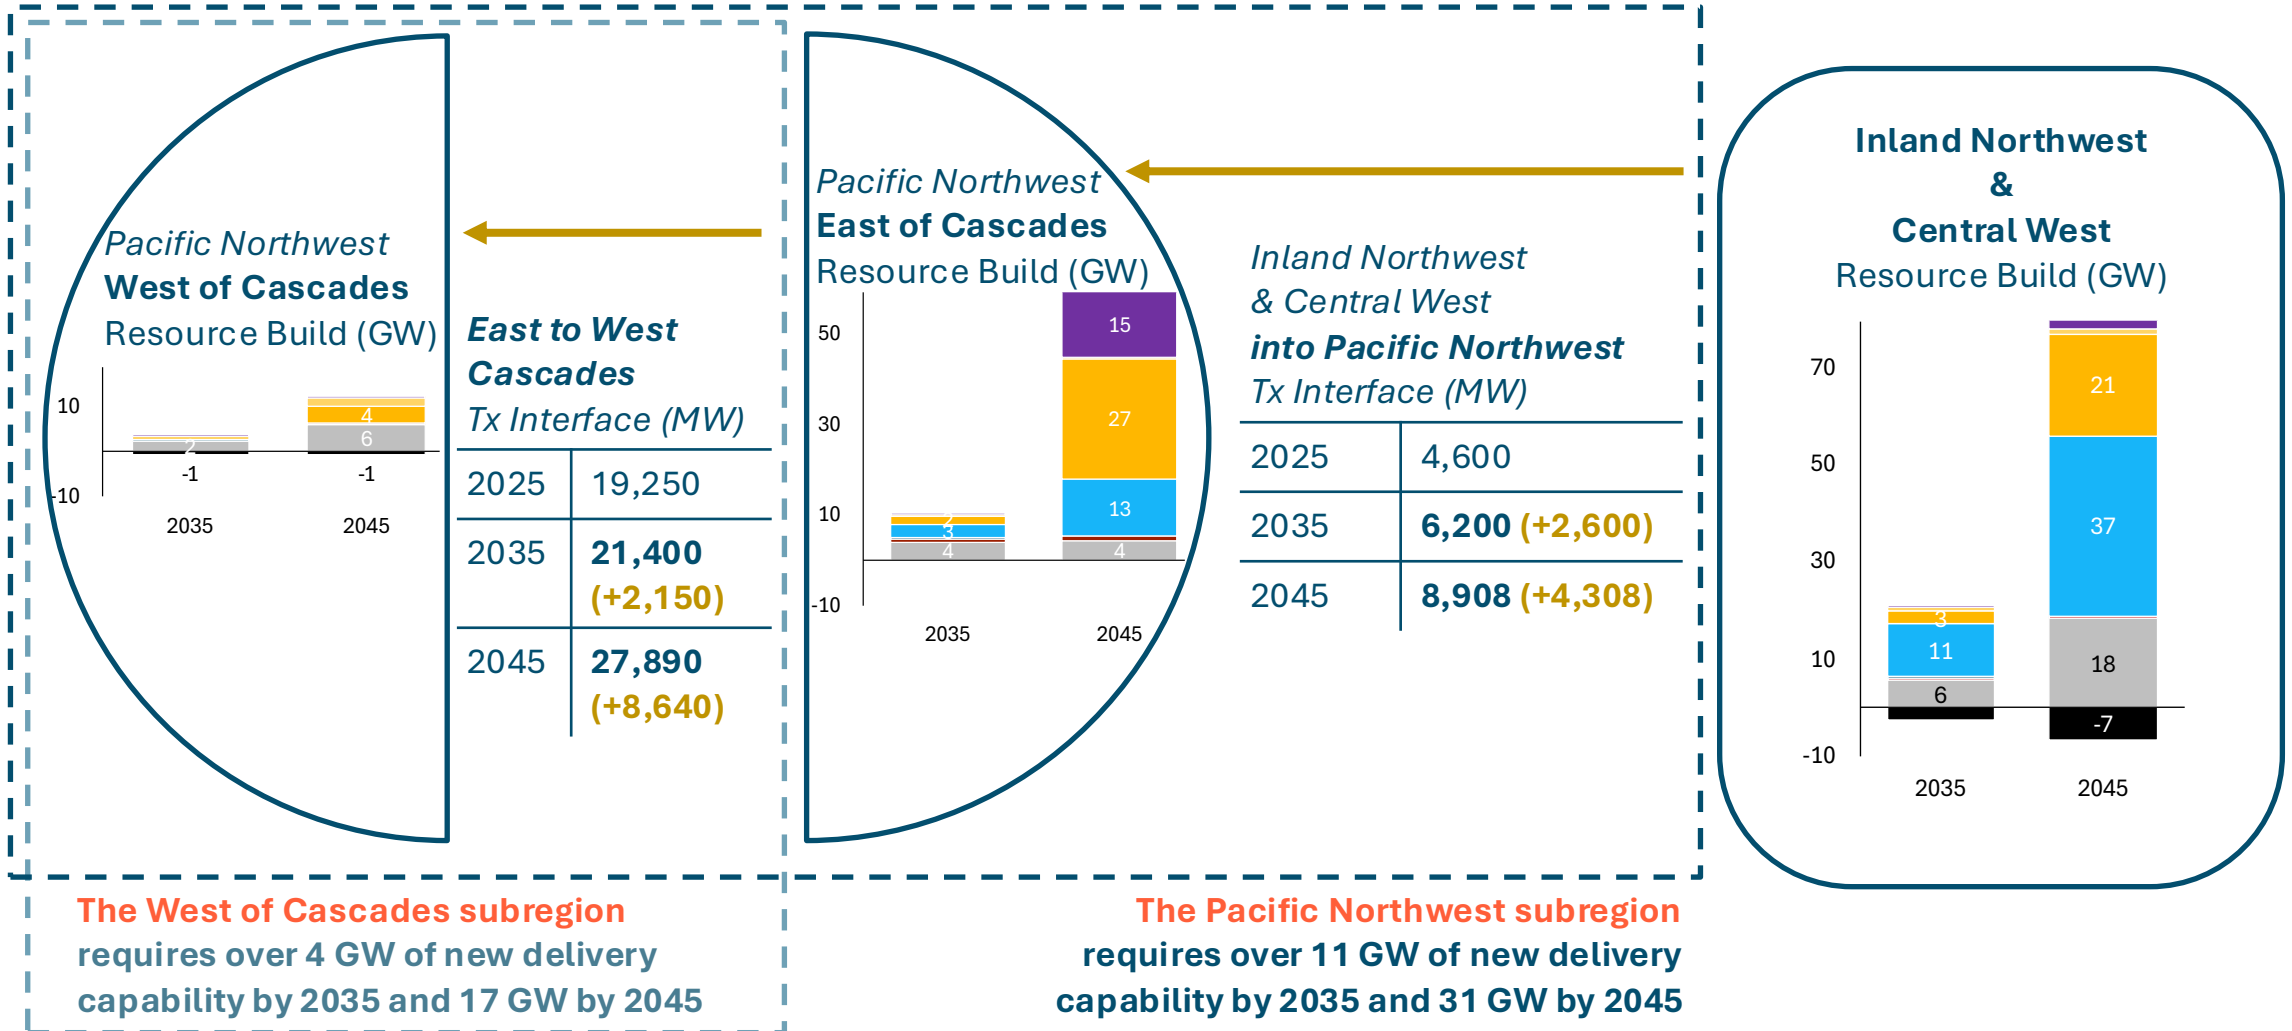 Pacific Northwest
West of Cascades
Resource Build (GW)
10
-10
2
4
6
-1
-1
2035
2045
East to West
Cascades
Tx Interface (MW)
2025 19,250
2035 21,400
(+2,150)
2045 27,890
(+8,640)
Pacific Northwest
East of Cascades
Resource Build (GW)
50
30
10
-10
2
3
4
15
27
13
4
2035
2045
Inland Northwest
& Central West
into Pacific Northwest
Tx Interface (MW)
2025 4,600
2035 6,200 (+2,600)
2045 8,908 (+4,308)
Inland Northwest
&
Central West
Resource Build (GW)
70
50
30
10
-10
3
11
6
21
37
18
-7
2035
2045
The West of Cascades subregion
requires over 4 GW of new delivery
capability by 2035 and 17 GW by 2045
The Pacific Northwest subregion
requires over 11 GW of new delivery
capability by 2035 and 31 GW by 2045